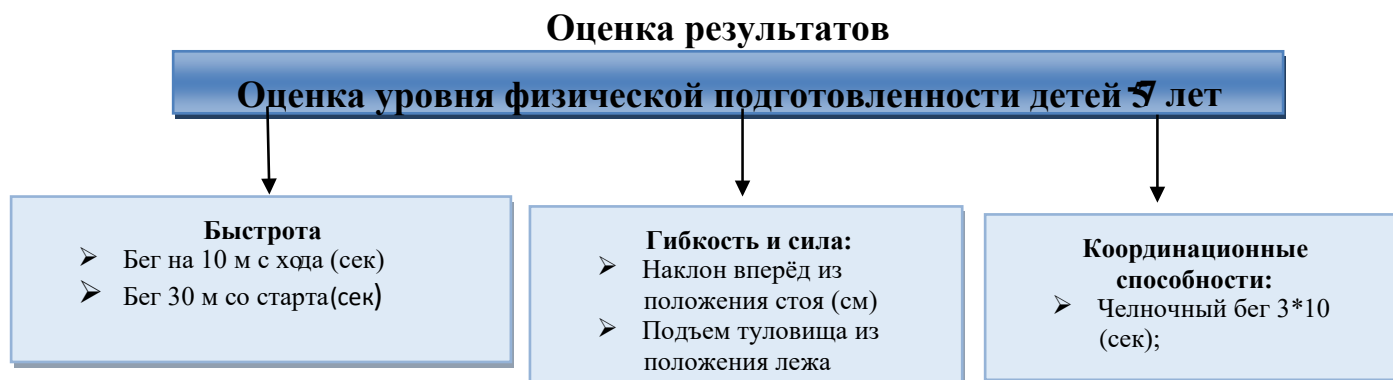 Оценка результатов
Оценка уровня физической подготовленности детей 5-7 лет
Быстрота
➢ Бег на 10 м с хода (сек)
➢ Бег 30 м со старта(сек)
Гибкость и сила:
➢ Наклон вперёд из
положения стоя (см)
➢ Подъем туловища из
положения лежа
Координационные
способности:
➢ Челночный бег 3*10
(сек);